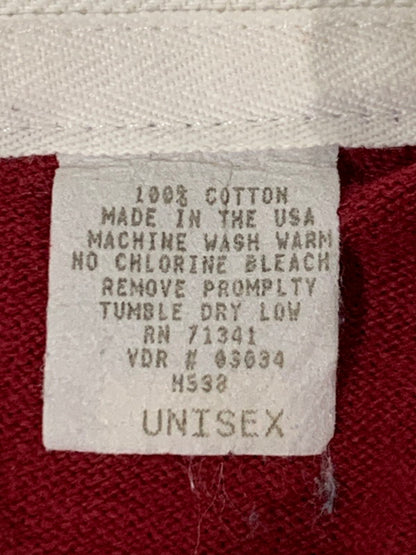 100% COTTON
MADE IN THE USA
MACHINE WASH WARM
NO CHLORINE BLEACH
REMOVE PROMPLTY
TUMBLE DRY LOW
RN 71341
VDR # 03034
H538
UNISEX